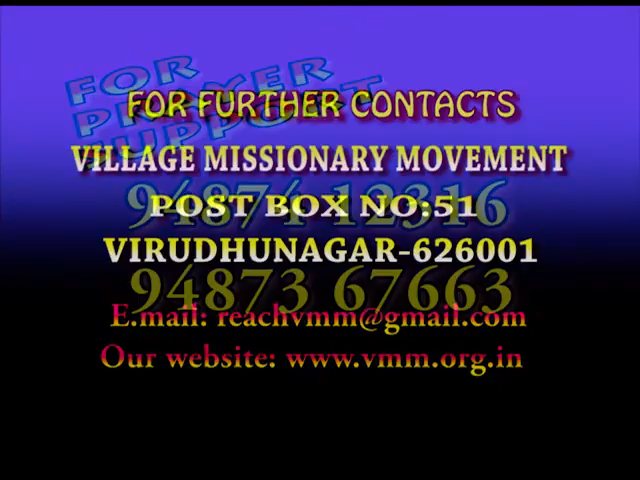 FOR
PRAYER
SUPPORT
FOR FURTHER CONTACTS
VILLAGE MISSIONARY MOVEMENT
94874 12316
POST BOX NO:51
VIRUDHUNAGAR-626001
94873 67663
E.mail: reachvmm@gmail.com
Our website: www.vmm.org.in